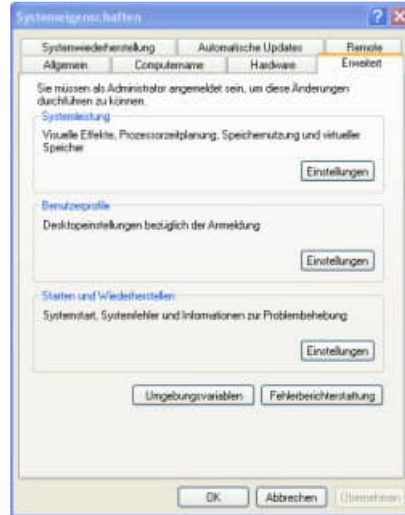 Systemeigenschaften
Systemwiederherstellung Automatische Updates Remote
Allgemein Computername Hardware Erweitert
Sie müssen als Administrator angemeldet sein, um diese Änderungen
durchführen zu können.
Systemleistung
Visuelle Effekte, Prozessorzeitplanung, Speichernutzung und virtueller
Speicher
Einstellungen
Benutzerprofile
Desktopeinstellungen bezüglich der Anmeldung
Einstellungen
Starten und Wiederherstellen
Systemstart, Systemfehler und Informationen zur Problembehebung
Einstellungen
Umgebungsvariablen Fehlerberichterstattung
OK Abbrechen Übernehmen